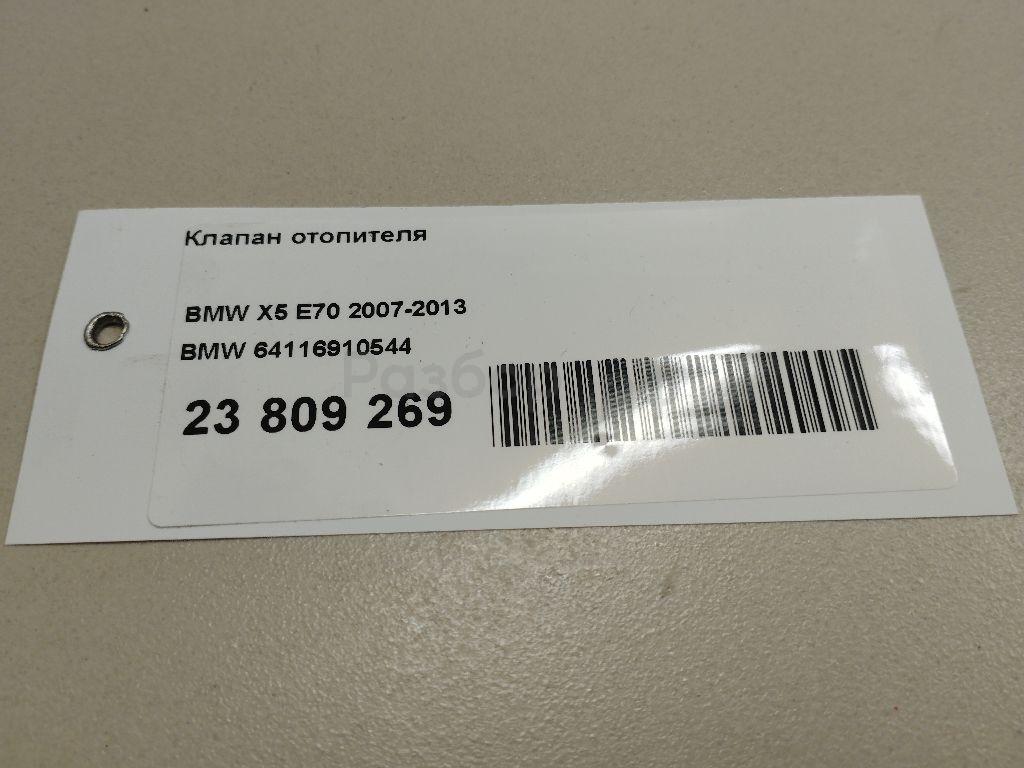 Клапан отопителя
BMW X5 E70 2007-2013
BMW 64116910544
23 809 269